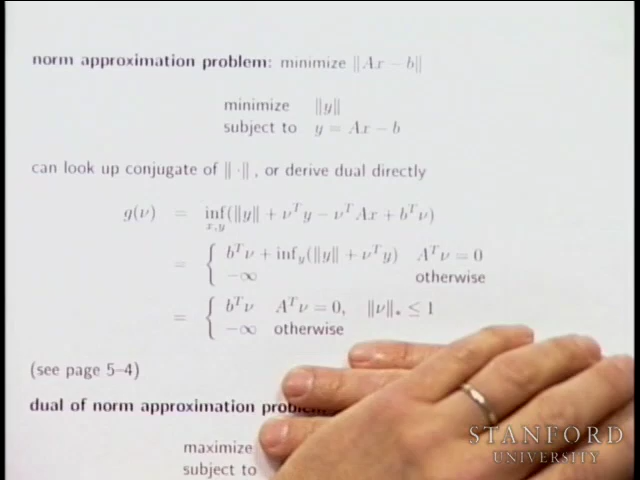 norm approximation problem: minimize ‖Ax − b‖
minimize ‖y‖
subject to y = Ax − b
can look up conjugate of ‖ · ‖, or derive dual directly
g(ν) = inf_{x,y}(‖y‖ + ν^T y − ν^T Ax + b^T ν)
= { b^T ν + inf_y(‖y‖ + ν^T y) A^T ν = 0
−∞ otherwise
= { b^T ν A^T ν = 0, ‖ν‖_* ≤ 1
−∞ otherwise
(see page 5–4)
dual of norm approximation problem
maximize
subject to
STANFORD
UNIVERSITY